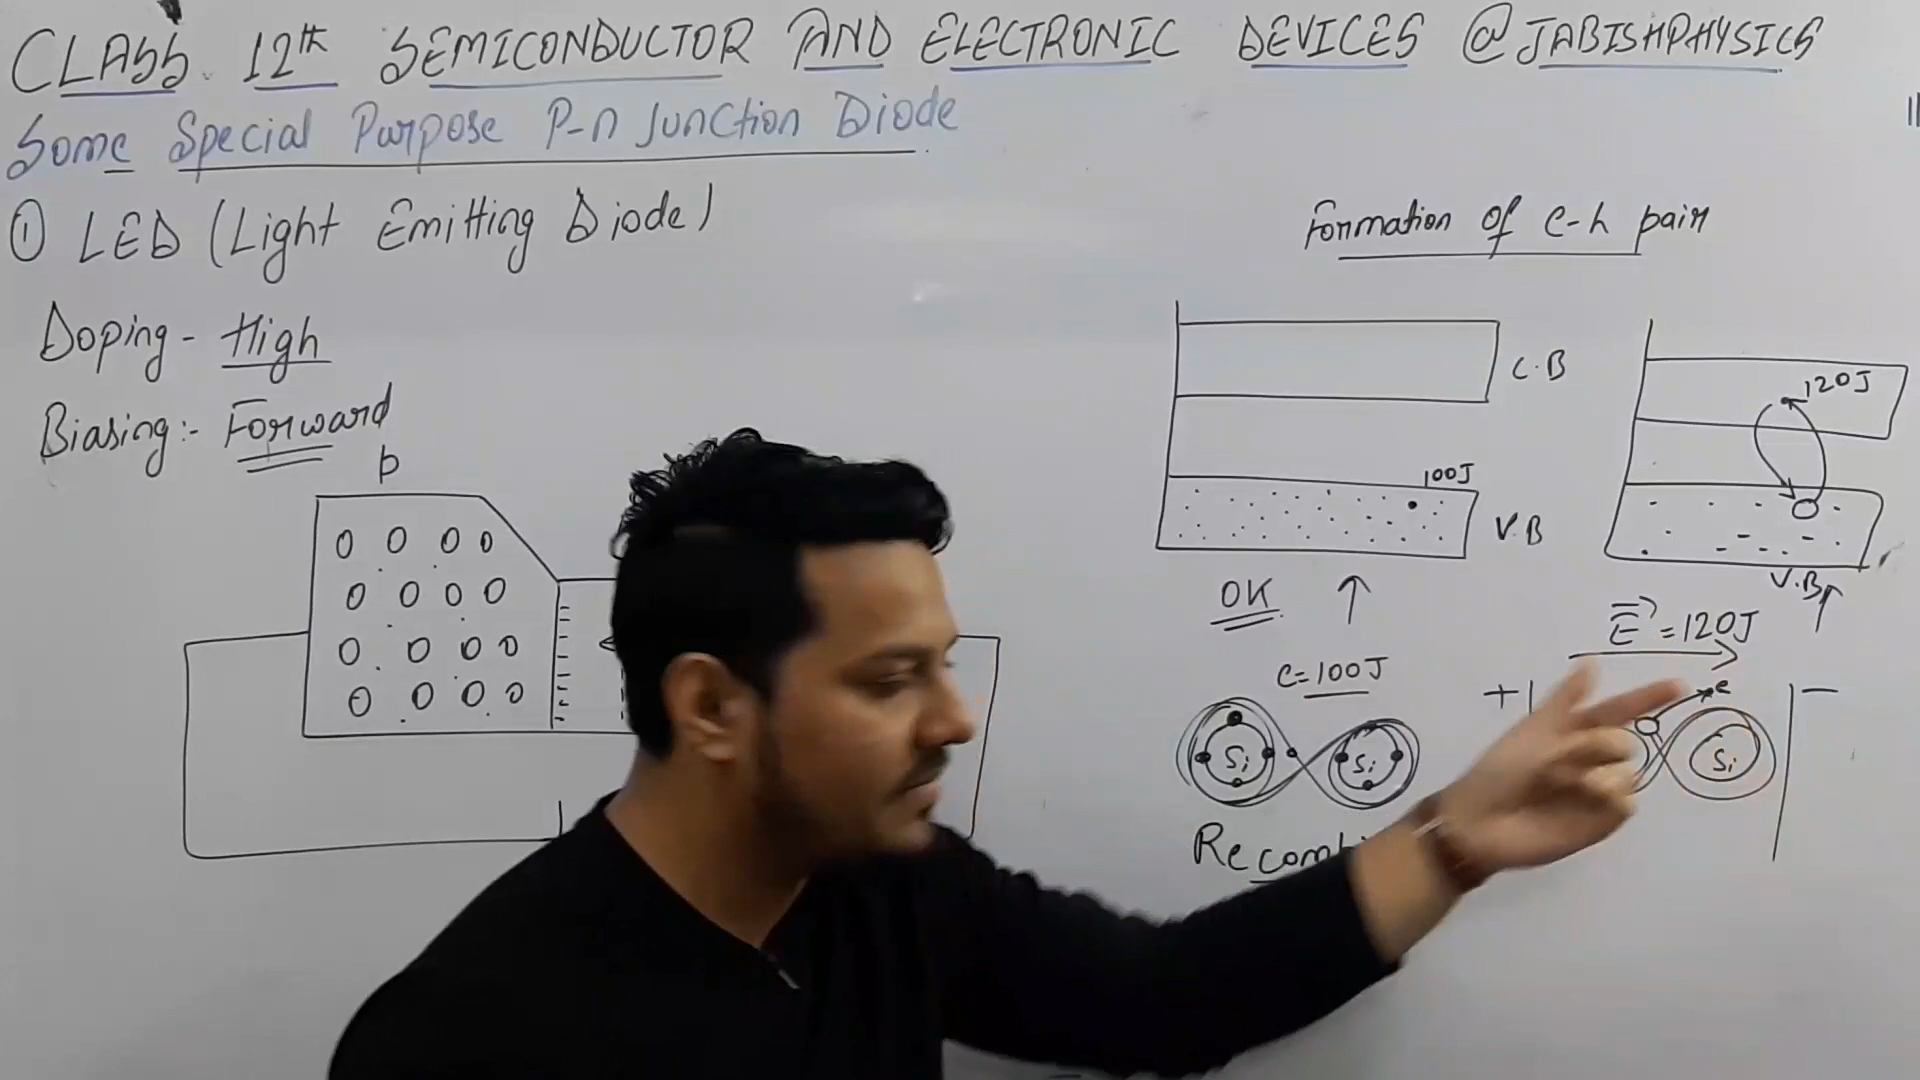 CLASS. 12th SEMICONDUCTOR AND ELECTRONIC DEVICES @JABISHPHYSICS
Some Special Purpose P-n Junction Diode
① LED (Light Emitting Diode)
Doping - High
Biasing:- Forward
p
Formation of e-h pair
C.B
100J
V.B
120J
V.B
OK
e=100J
E=120J
Si
Si
+
e
Si
-